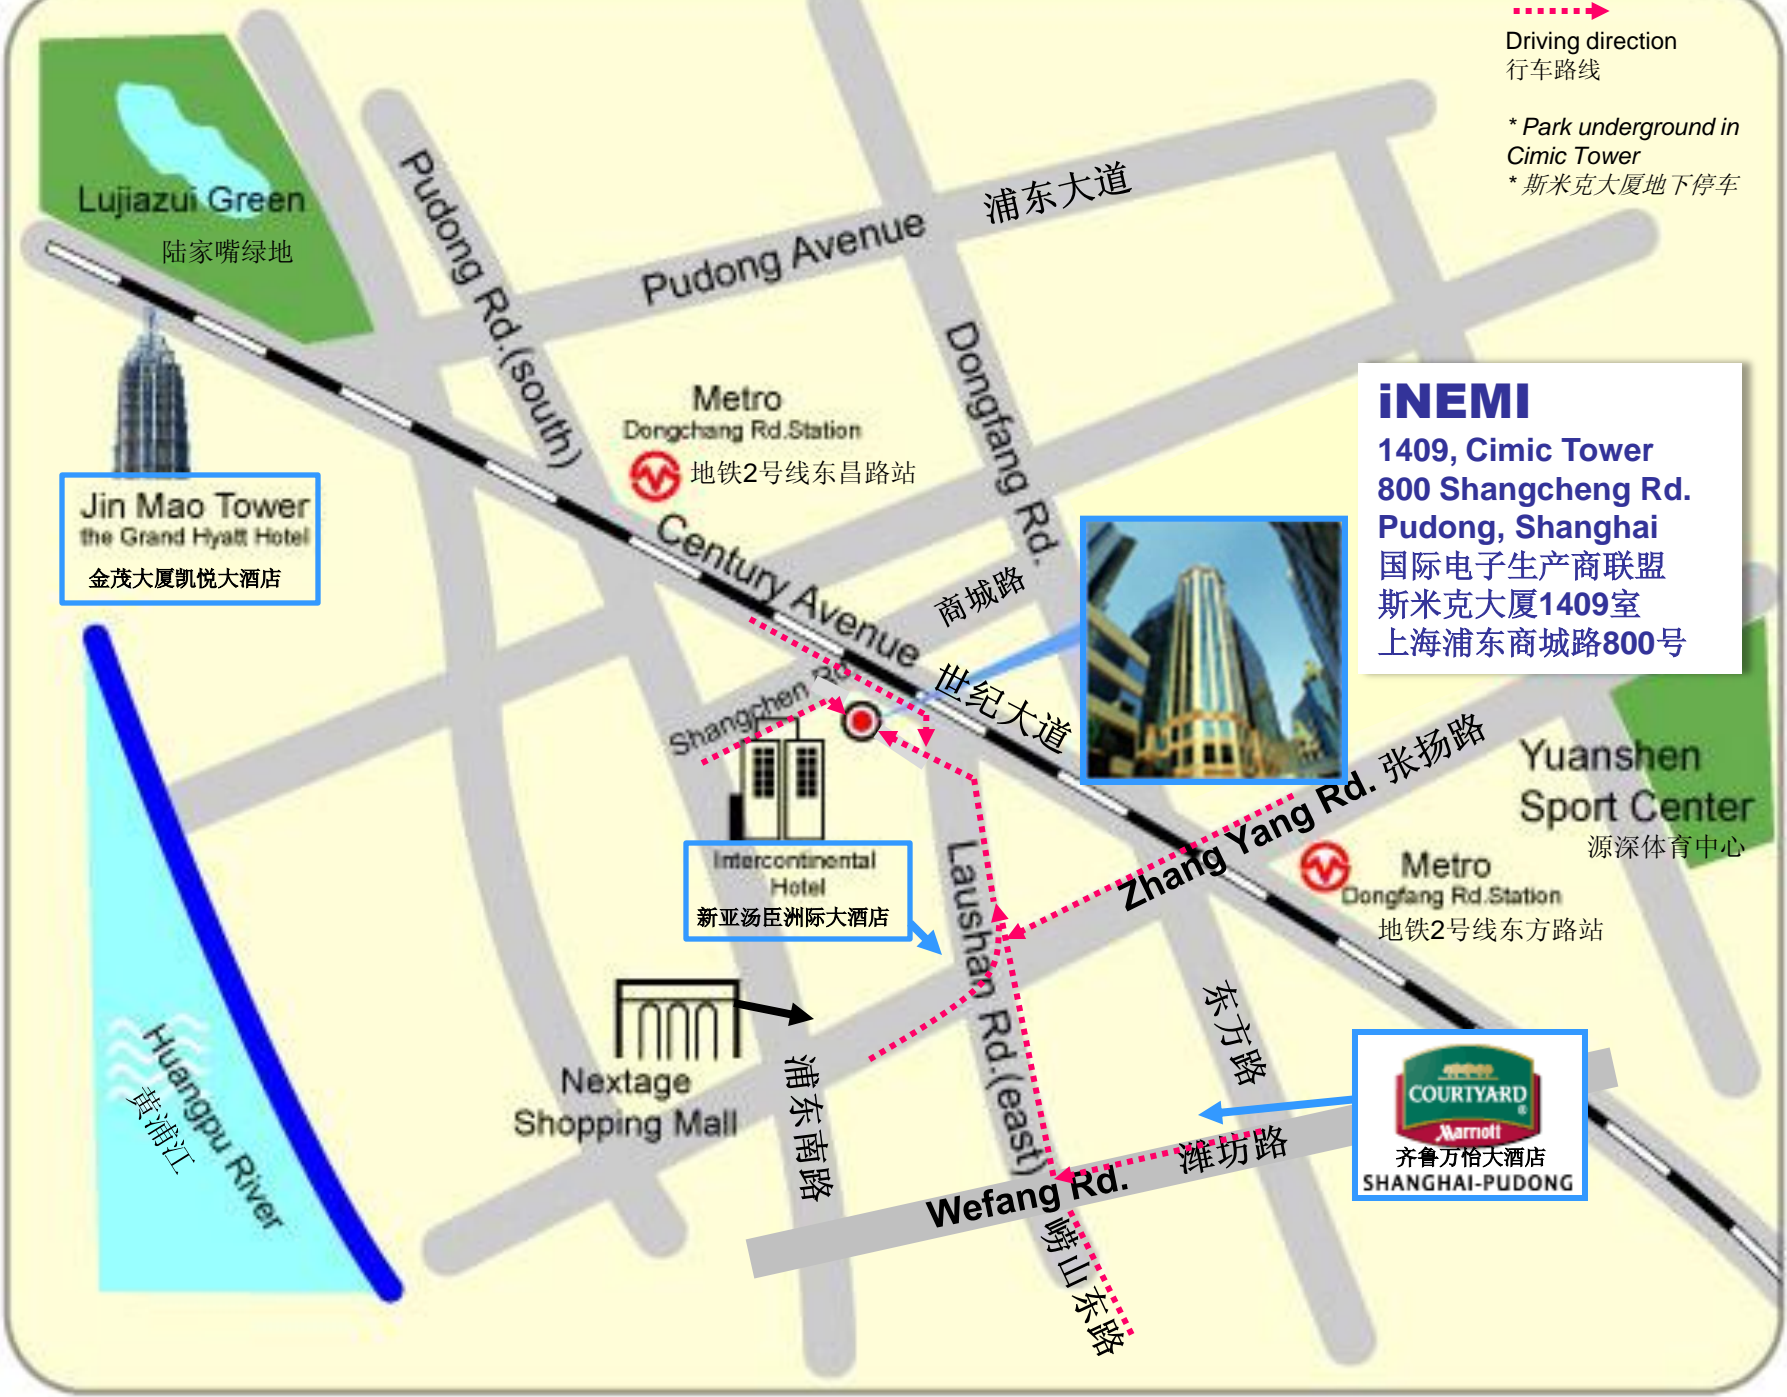 Driving direction
行车路线
* Park underground in
Cimic Tower
* 斯米克大厦地下停车
Lujiazui Green
陆家嘴绿地
Pudong Rd.(south)
Pudong Avenue
浦东大道
Dongfang Rd.
Metro
Dongchang Rd.Station
地铁2号线东昌路站
iNEMI
1409, Cimic Tower
800 Shangcheng Rd.
Pudong, Shanghai
国际电子生产商联盟
斯米克大厦1409室
上海浦东商城路800号
Jin Mao Tower
the Grand Hyatt Hotel
金茂大厦凯悦大酒店
Century Avenue
世纪大道
商城路
Shangchen Rd.
Zhang Yang Rd. 张扬路
Yuanshen
Sport Center
源深体育中心
Intercontinental
Hotel
新亚汤臣洲际大酒店
Laushan Rd.(east)
Metro
Dongfang Rd.Station
地铁2号线东方路站
东方路
Nextage
Shopping Mall
浦东南路
Huangpu River
黄浦江
COURTYARD
®
Marriott
齐鲁万怡大酒店
SHANGHAI-PUDONG
Wefang Rd.
潍坊路
崂山东路